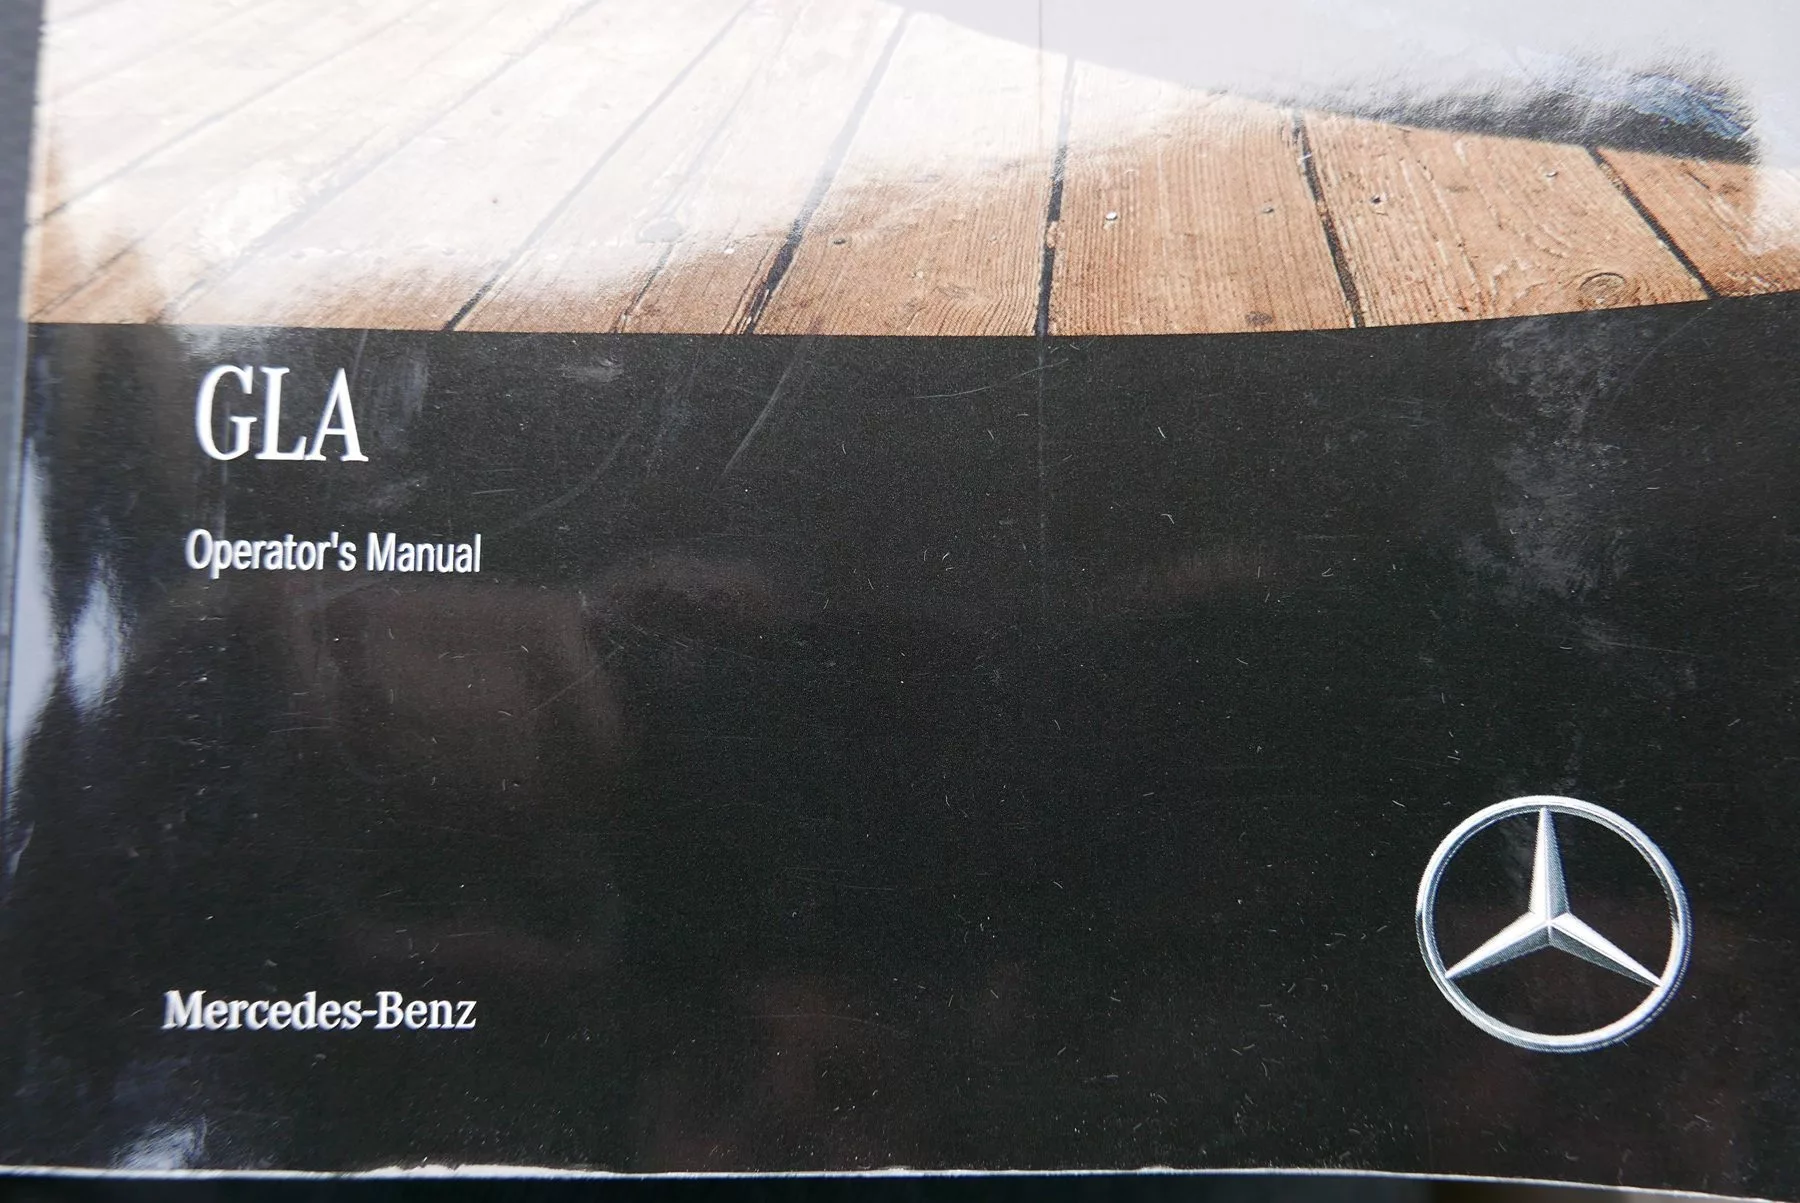 GLA
Operator's Manual
Mercedes-Benz